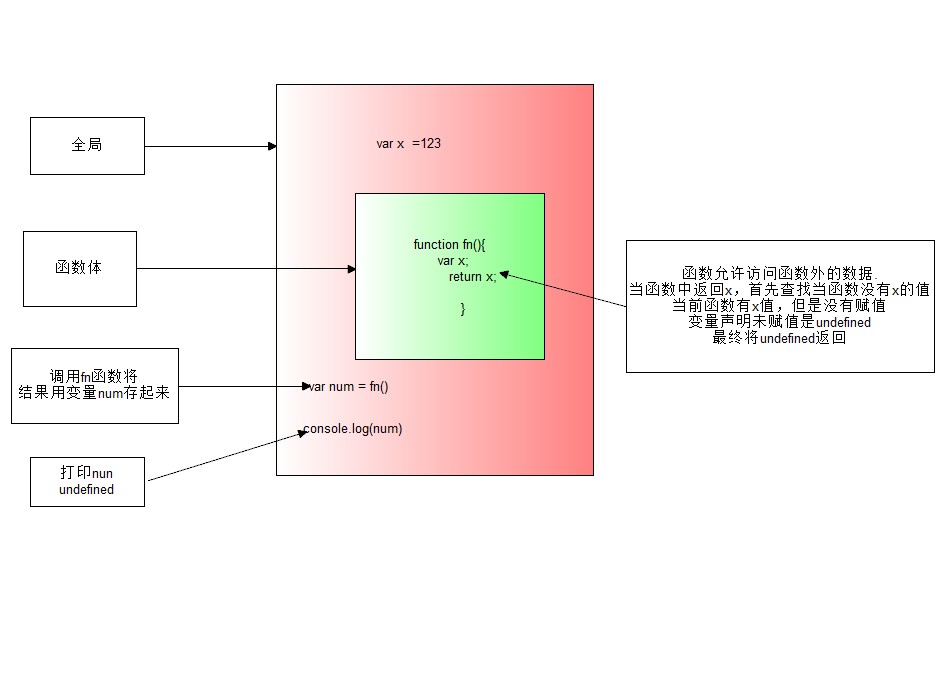 全局
var x  =123
函数体
function fn(){
var x;
return x;
}
函数允许访问函数外的数据.
当函数中返回x，首先查找当函数没有x的值
当前函数有x值，但是没有赋值
变量声明未赋值是undefined
最终将undefined返回
调用fn函数将
结果用变量num存起来
var num = fn()
console.log(num)
打印nun
undefined